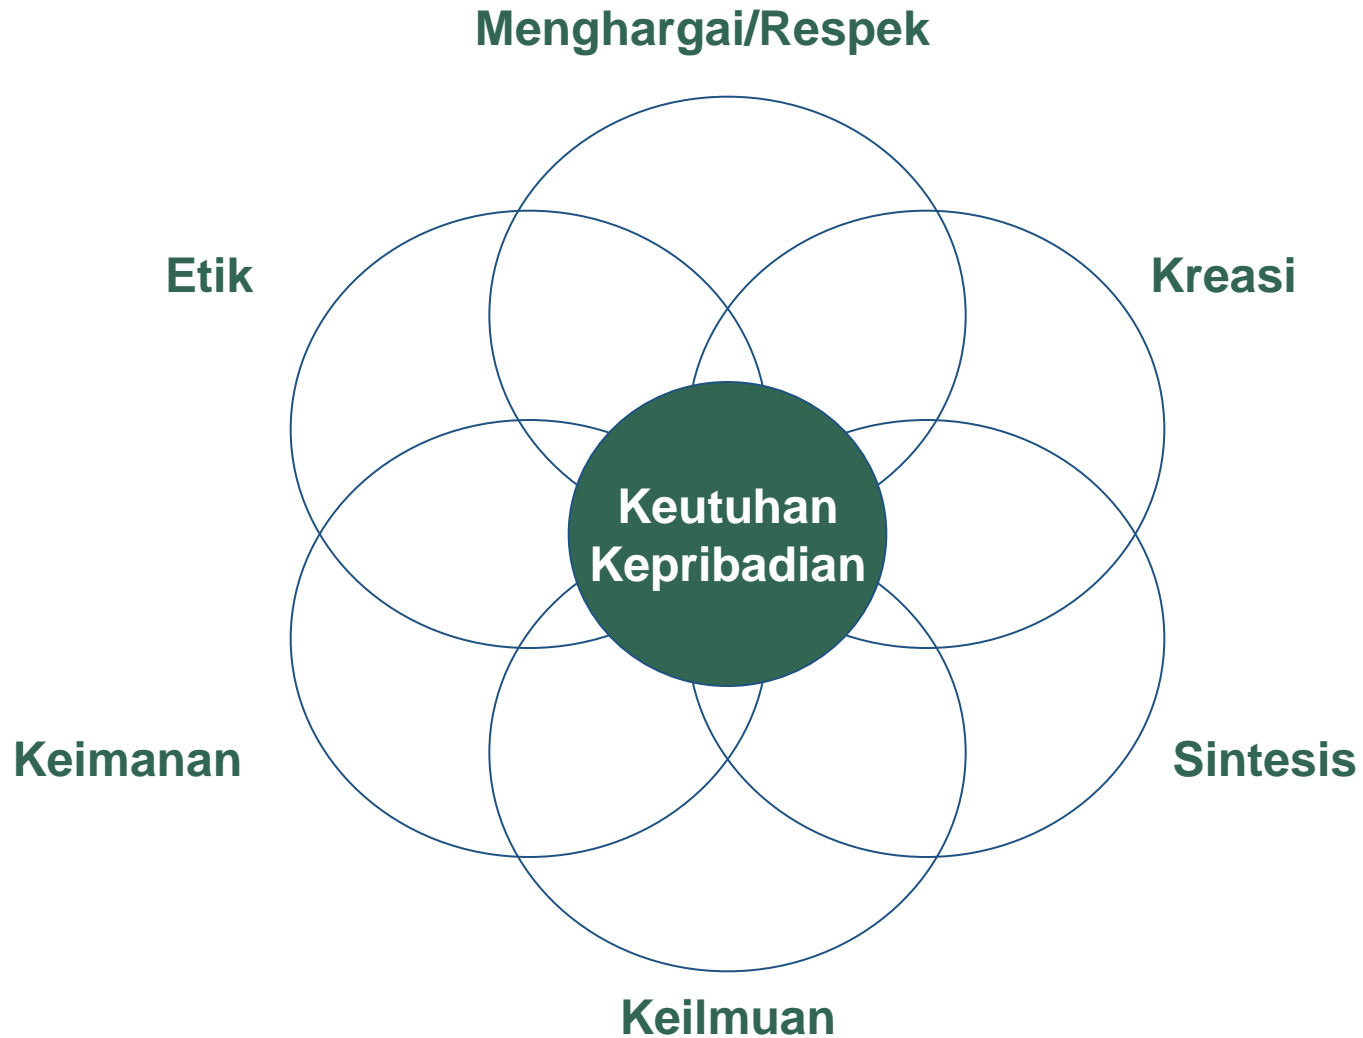 Menghargai/Respek
Etik
Kreasi
Keutuhan
Kepribadian
Keimanan
Sintesis
Keilmuan